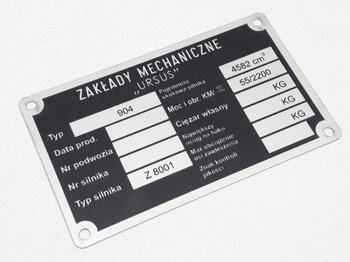 ZAKŁADY MECHANICZNE
„URSUS”
Typ 904
Data prod.
Nr podwozia
Nr silnika
Typ silnika Z 8001
Pojemność
skokowa silnika 4582 cm³
Moc i obr. KM/ 55/2200
Ciężar własny KG
Największy
uciąg na haku KG
Max obciążenie
osi zawieszenia KG
Znak kontroli
jakości